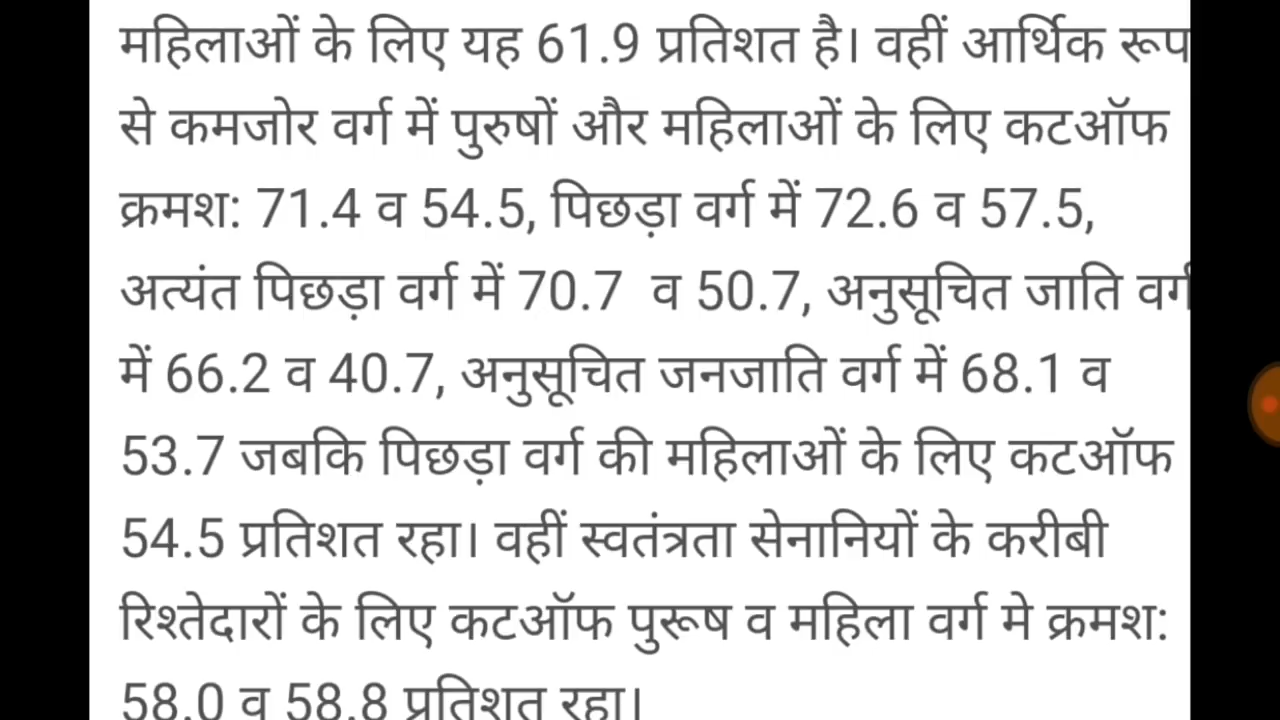 महिलाओं के लिए यह 61.9 प्रतिशत है। वहीं आर्थिक रूप
से कमजोर वर्ग में पुरुषों और महिलाओं के लिए कटऑफ
क्रमश: 71.4 व 54.5, पिछड़ा वर्ग में 72.6 व 57.5,
अत्यंत पिछड़ा वर्ग में 70.7 व 50.7, अनुसूचित जाति वर्ग
में 66.2 व 40.7, अनुसूचित जनजाति वर्ग में 68.1 व
53.7 जबकि पिछड़ा वर्ग की महिलाओं के लिए कटऑफ
54.5 प्रतिशत रहा। वहीं स्वतंत्रता सेनानियों के करीबी
रिश्तेदारों के लिए कटऑफ पुरूष व महिला वर्ग मे क्रमश:
58.0 व 58.8 प्रतिशत रहा।